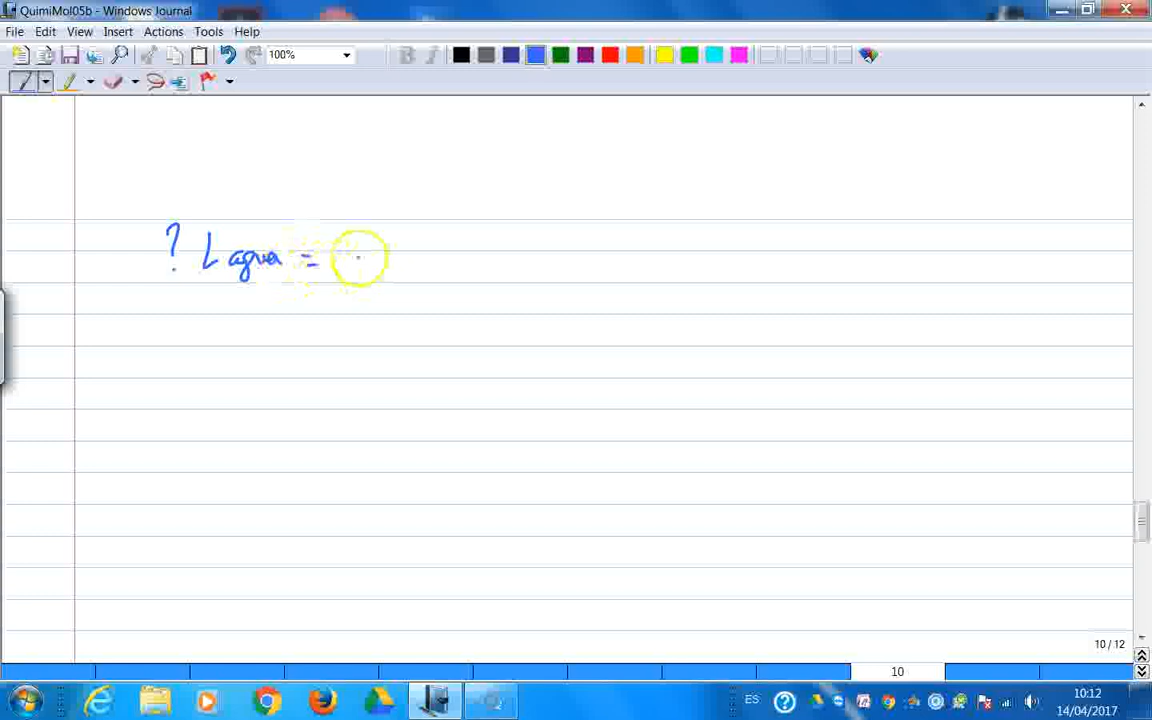 QuimiMol05b - Windows Journal
File Edit View Insert Actions Tools Help
100%
? L agua =
10 / 12
10
ES
10:12
14/04/2017